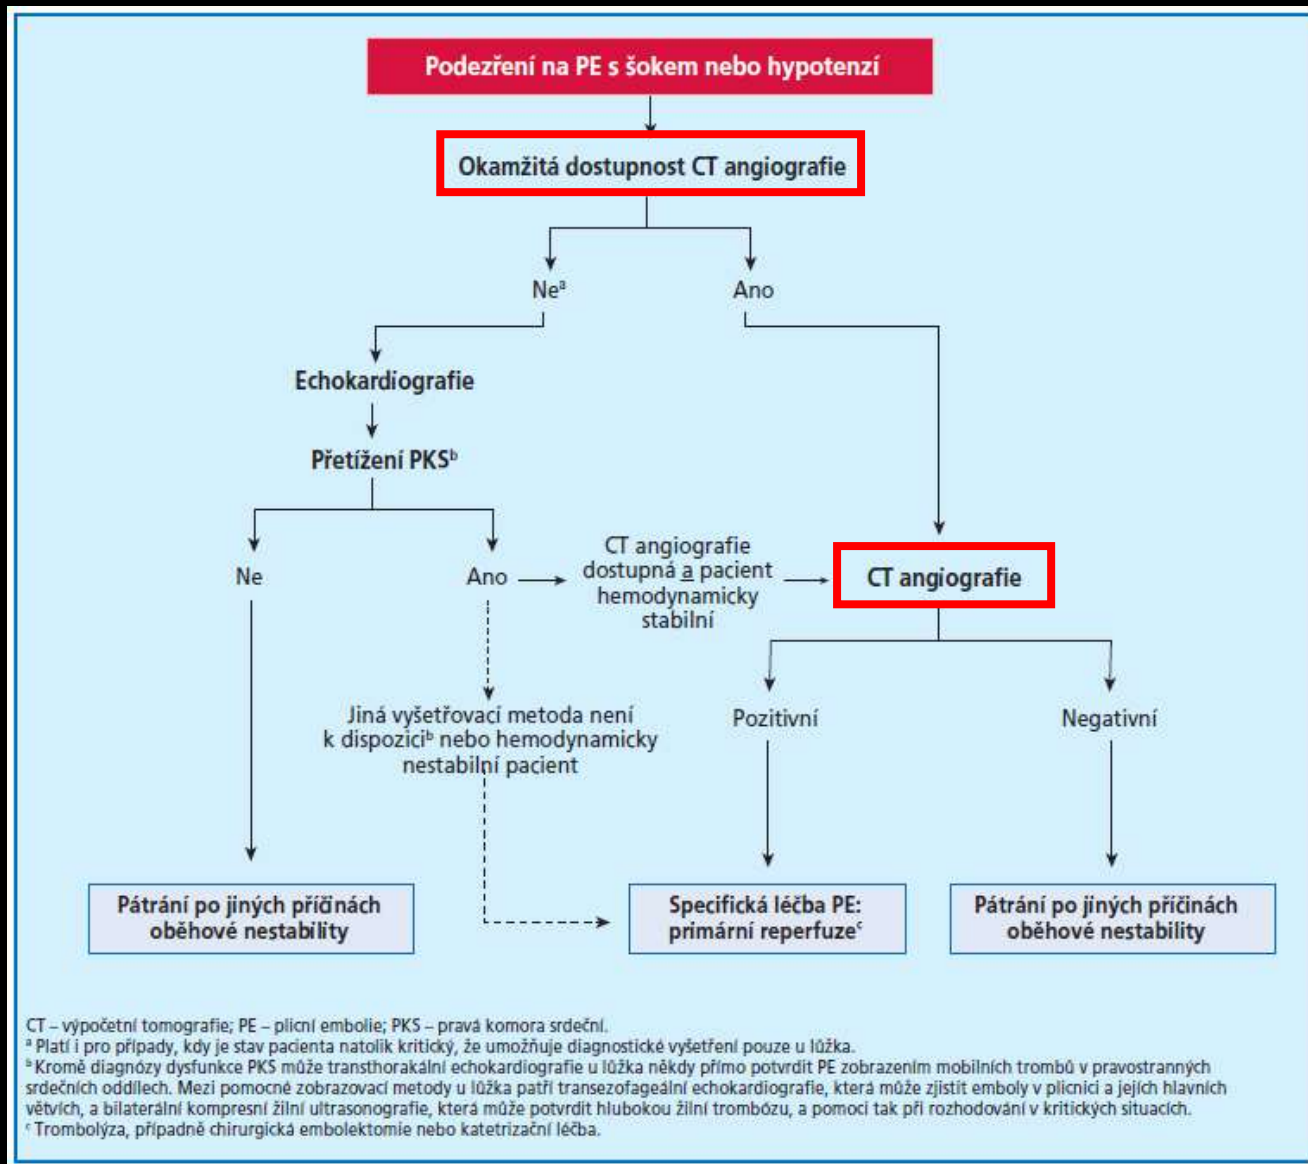 Podezření na PE s šokem nebo hypotenzí
Okamžitá dostupnost CT angiografie
Neª
Ano
Echokardiografie
Přetížení PKSᵇ
Ne
Ano
CT angiografie
dostupná a pacient
hemodynamicky
stabilní
CT angiografie
Jiná vyšetřovací metoda není
k dispoziciᵇ nebo hemodynamicky
nestabilní pacient
Pozitivní
Negativní
Pátrání po jiných příčinách
oběhové nestability
Specifická léčba PE:
primární reperfuzeᶜ
Pátrání po jiných příčinách
oběhové nestability
CT – výpočetní tomografie; PE – plicní embolie; PKS – pravá komora srdeční.
ª Platí i pro případy, kdy je stav pacienta natolik kritický, že umožňuje diagnostické vyšetření pouze u lůžka.
ᵇ Kromě diagnózy dysfunkce PKS může transthorakální echokardiografie u lůžka někdy přímo potvrdit PE zobrazením mobilních trombů v pravostranných
srdečních oddílech. Mezi pomocné zobrazovací metody u lůžka patří transezofageální echokardiografie, která může zjistit emboly v plicnici a jejích hlavních
větvích, a bilaterální kompresní žilní ultrasonografie, která může potvrdit hlubokou žilní trombózu, a pomoci tak při rozhodování v kritických situacích.
ᶜ Trombolýza, případně chirurgická embolektomie nebo katetrizační léčba.